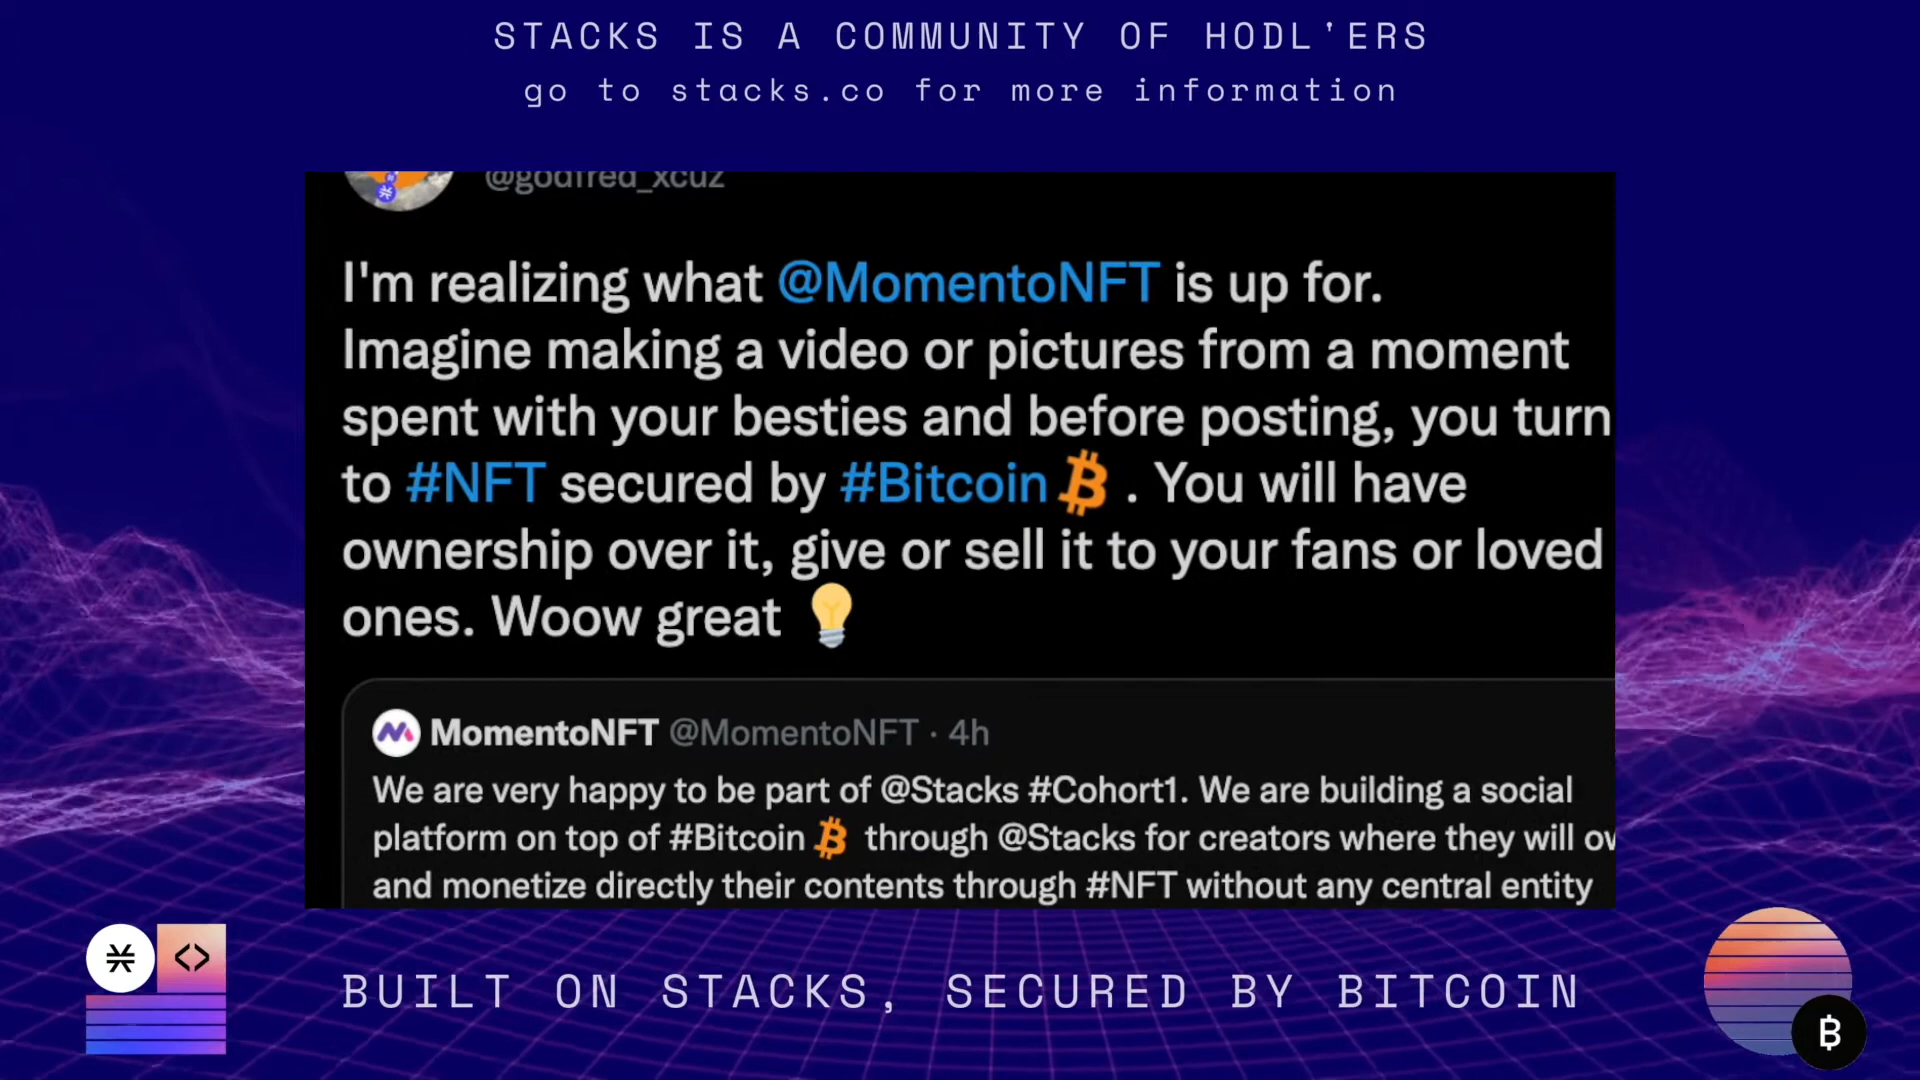 STACKS IS A COMMUNITY OF HODL'ERS
go to stacks.co for more information
@godfred_xcuz
I'm realizing what @MomentoNFT is up for.
Imagine making a video or pictures from a moment
spent with your besties and before posting, you turn
to #NFT secured by #Bitcoin . You will have
ownership over it, give or sell it to your fans or loved
ones. Woow great
MomentoNFT @MomentoNFT · 4h
We are very happy to be part of @Stacks #Cohort1. We are building a social
platform on top of #Bitcoin through @Stacks for creators where they will
and monetize directly their contents through #NFT without any central entity
BUILT ON STACKS, SECURED BY BITCOIN